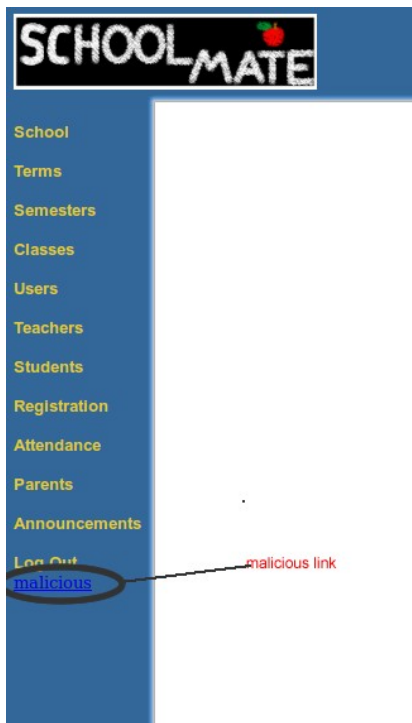 SCHOOLMATE
School
Terms
Semesters
Classes
Users
Teachers
Students
Registration
Attendance
Parents
Announcements
Log Out
malicious
malicious link